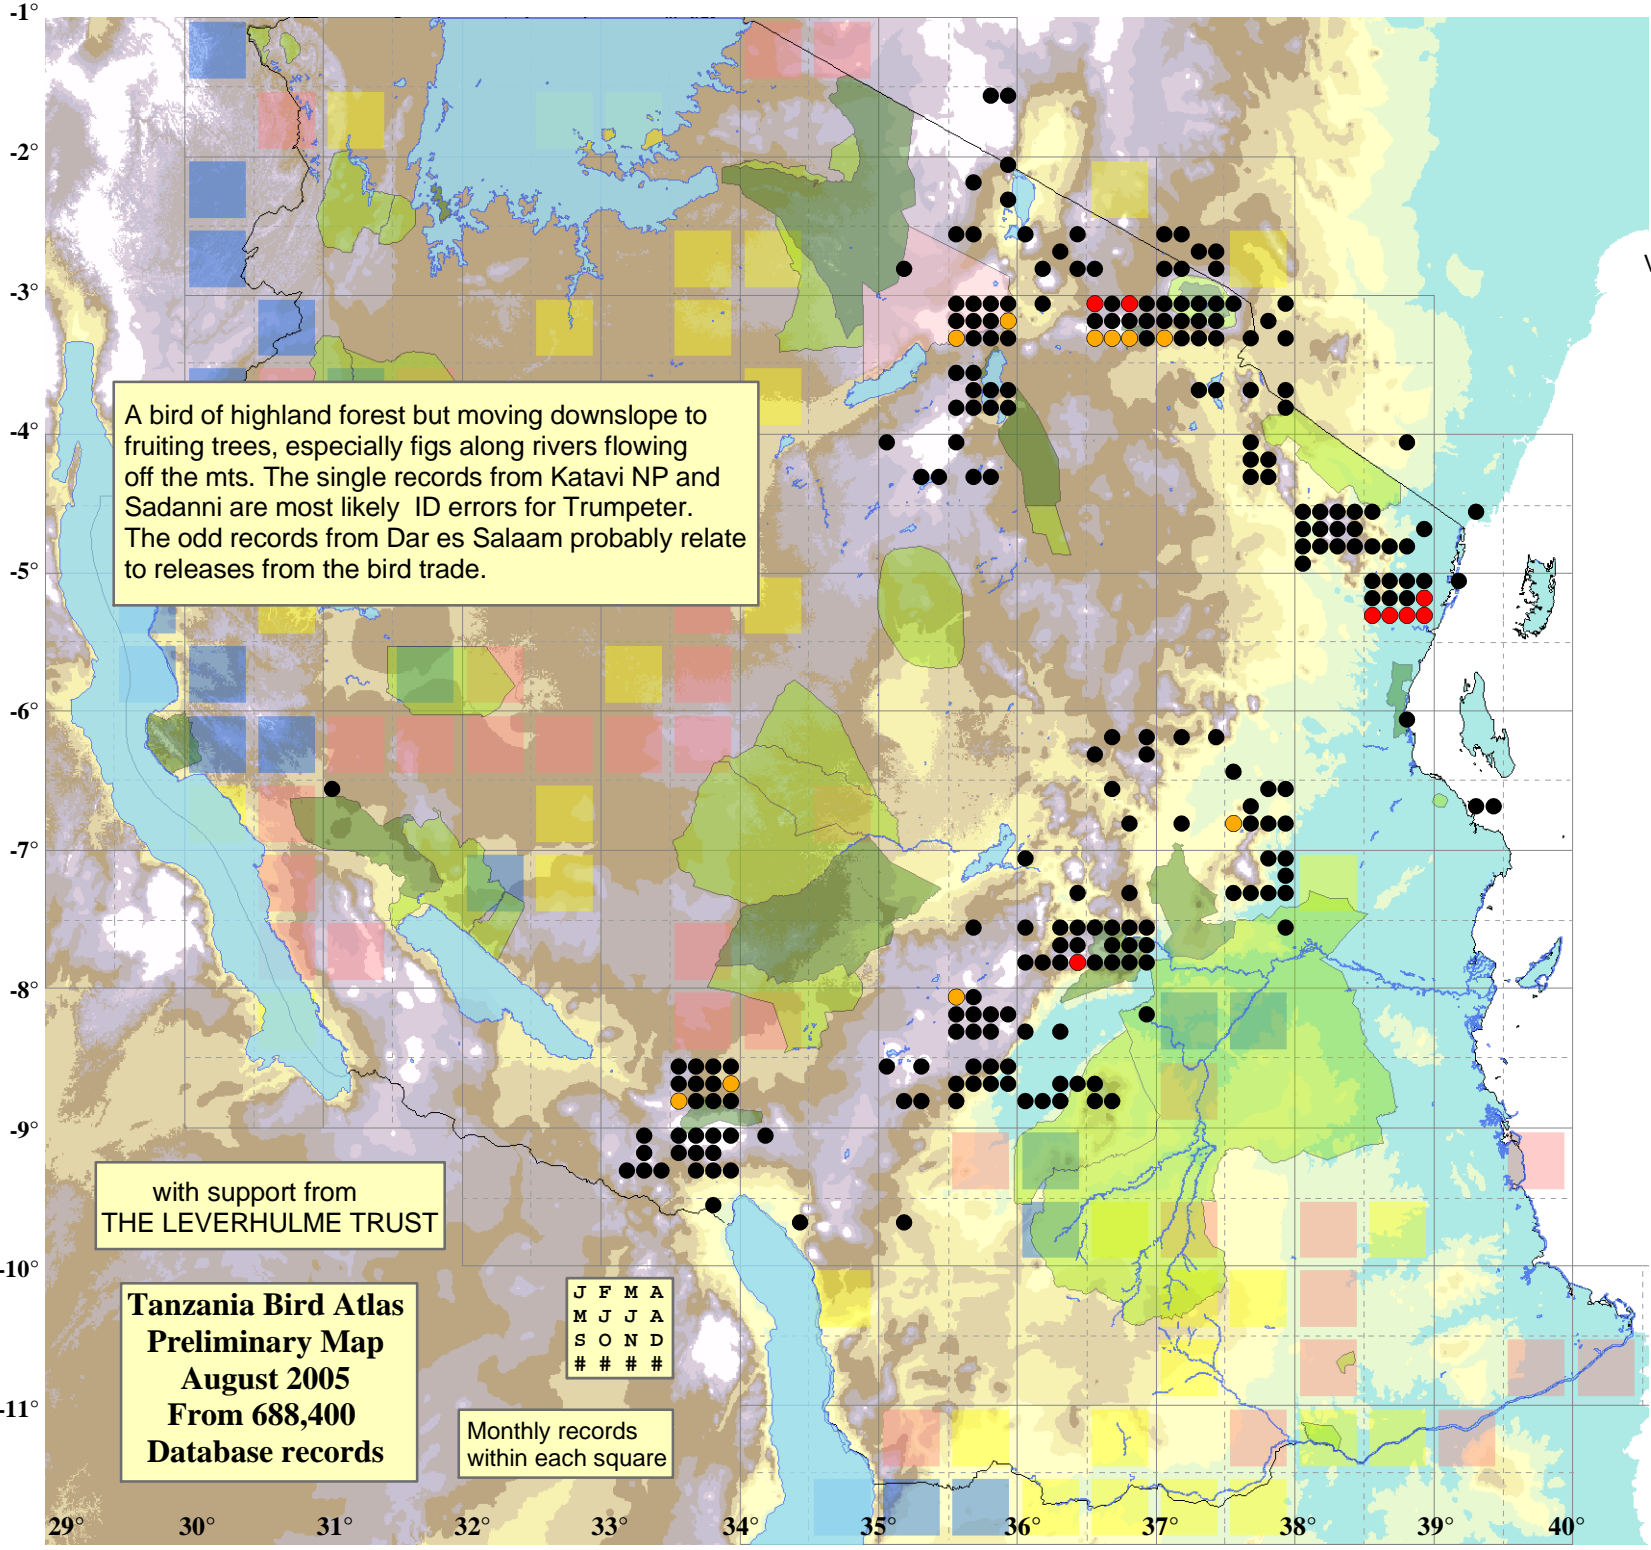 -1°
-2°
-3°
-4°
-5°
-6°
-7°
-8°
-9°
-10°
-11°
A bird of highland forest but moving downslope to
fruiting trees, especially figs along rivers flowing
off the mts. The single records from Katavi NP and
Sadanni are most likely ID errors for Trumpeter.
The odd records from Dar es Salaam probably relate
to releases from the bird trade.
with support from
THE LEVERHULME TRUST
Tanzania Bird Atlas
Preliminary Map
August 2005
From 688,400
Database records
J F M A
M J J A
S O N D
# # # #
Monthly records
within each square
29° 30° 31° 32° 33° 34° 35° 36° 37° 38° 39° 40°